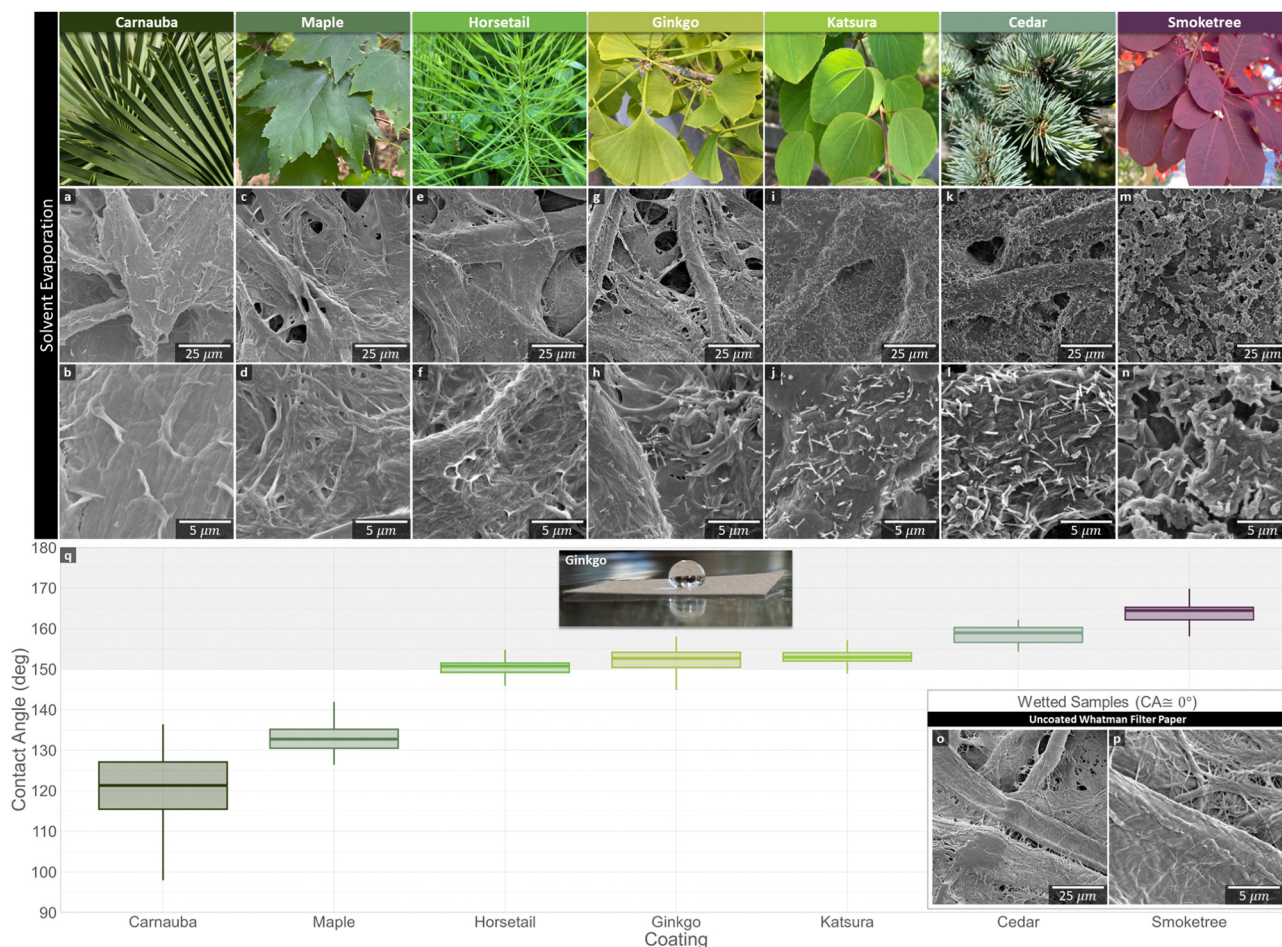 Carnauba Maple Horsetail Ginkgo Katsura Cedar Smoketree
Solvent Evaporation
a c e g i k m
25 μm 25 μm 25 μm 25 μm 25 μm 25 μm 25 μm
b d f h j l n
5 μm 5 μm 5 μm 5 μm 5 μm 5 μm 5 μm
q
Ginkgo
Contact Angle (deg)
180
170
160
150
140
130
120
110
100
90
Wetted Samples (CA≅ 0°)
Uncoated Whatman Filter Paper
o p
25 μm 5 μm
Carnauba Maple Horsetail Ginkgo Katsura Cedar Smoketree
Coating